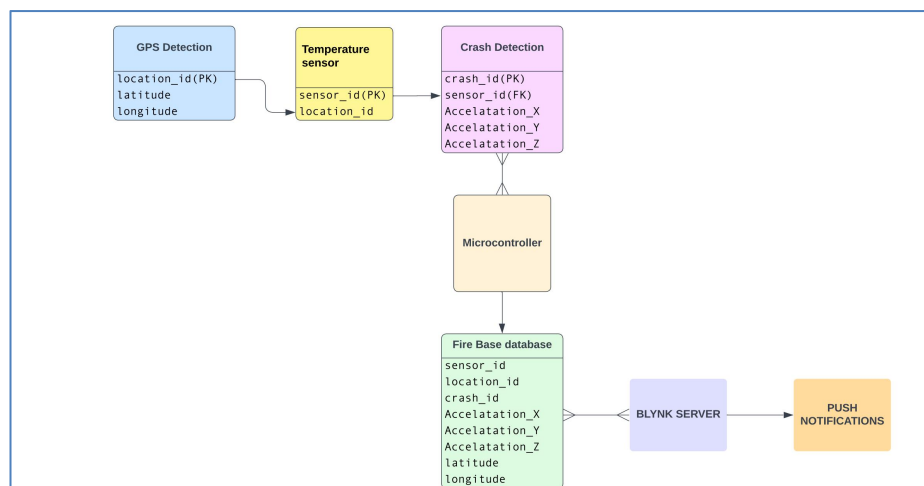 GPS Detection
location_id(PK)
latitude
longitude
Temperature
sensor
sensor_id(PK)
location_id
Crash Detection
crash_id(PK)
sensor_id(FK)
Accelatation_X
Accelatation_Y
Accelatation_Z
Microcontroller
Fire Base database
sensor_id
location_id
crash_id
Accelatation_X
Accelatation_Y
Accelatation_Z
latitude
longitude
BLYNK SERVER
PUSH
NOTIFICATIONS